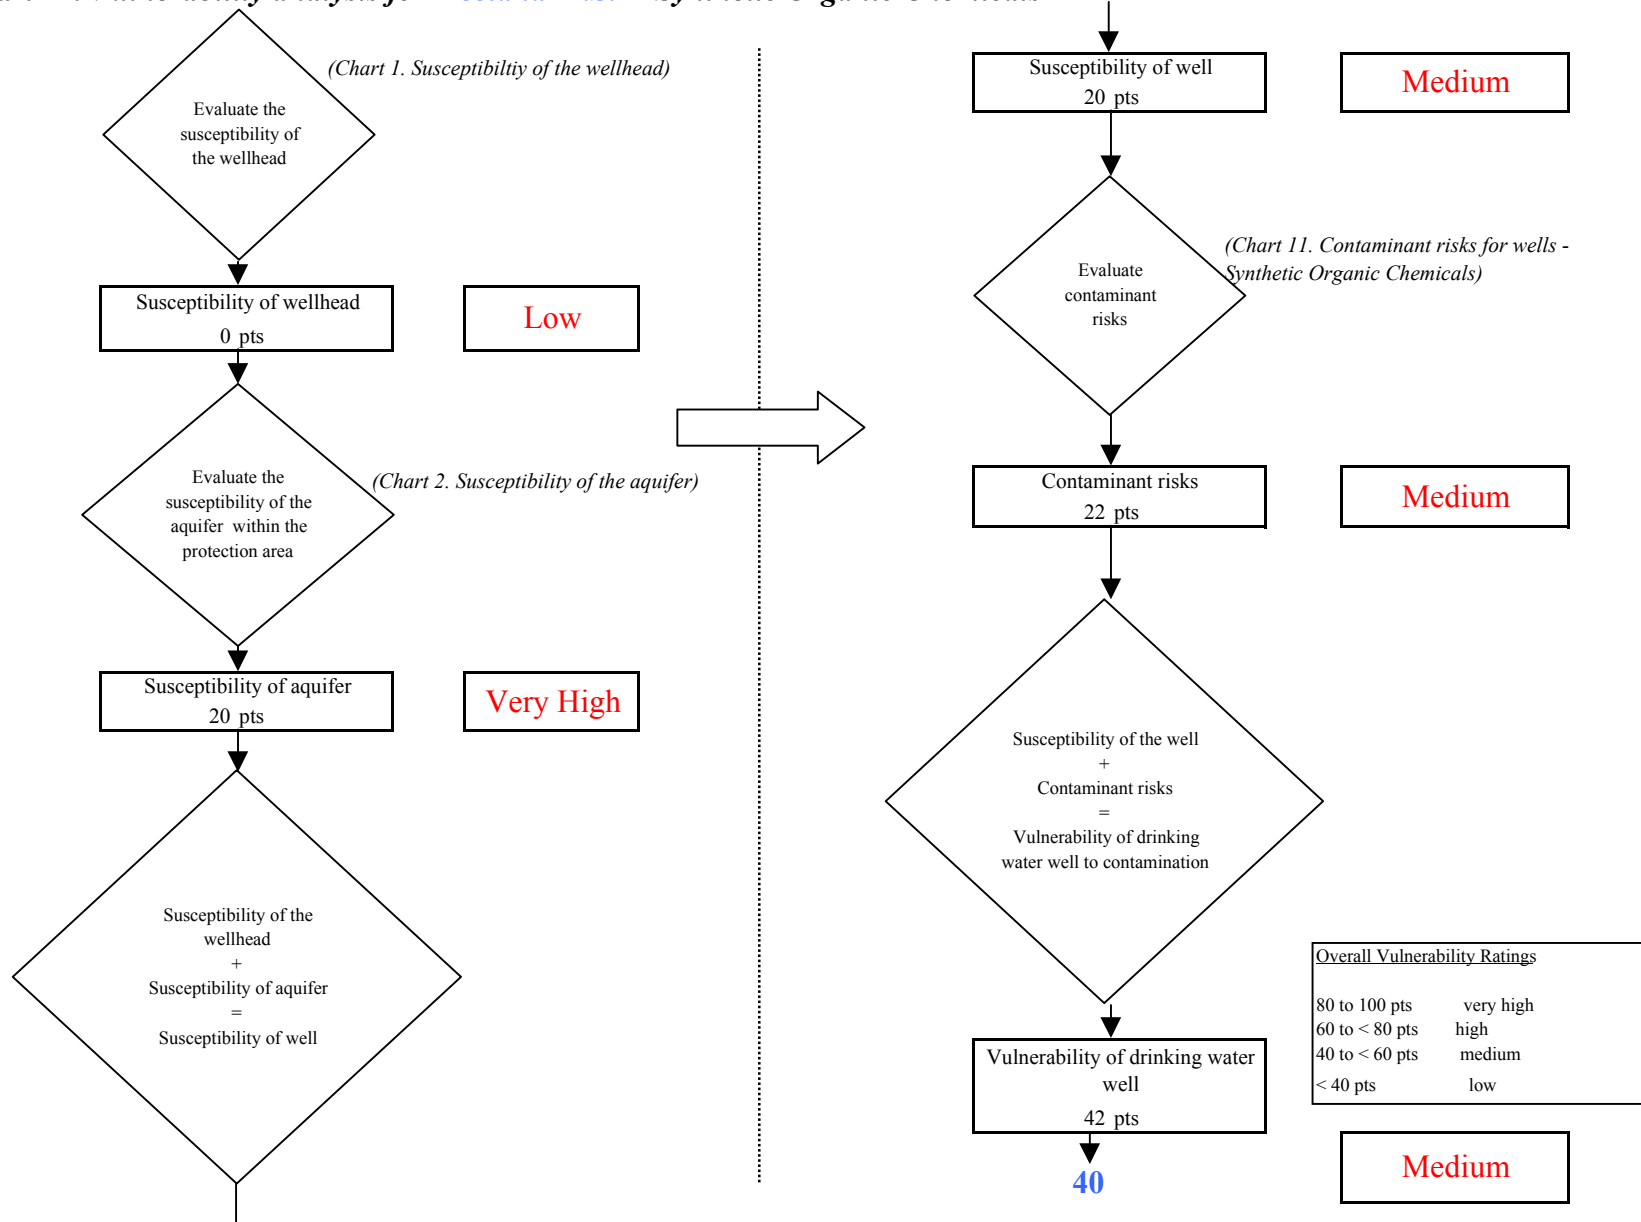 Synthetic Organic Chemicals
(Chart 1. Susceptibiltiy of the wellhead)
Evaluate the
susceptibility of
the wellhead
Susceptibility of wellhead
0 pts
Low
Evaluate the
susceptibility of the
aquifer within the
protection area
(Chart 2. Susceptibility of the aquifer)
Susceptibility of aquifer
20 pts
Very High
Susceptibility of the
wellhead
+
Susceptibility of aquifer
=
Susceptibility of well
Susceptibility of well
20 pts
Medium
Evaluate
contaminant
risks
(Chart 11. Contaminant risks for wells -
Synthetic Organic Chemicals)
Contaminant risks
22 pts
Medium
Susceptibility of the well
+
Contaminant risks
=
Vulnerability of drinking
water well to contamination
Overall Vulnerability Ratings
80 to 100 pts very high
60 to < 80 pts high
40 to < 60 pts medium
< 40 pts low
Vulnerability of drinking water
well
42 pts
40
Medium